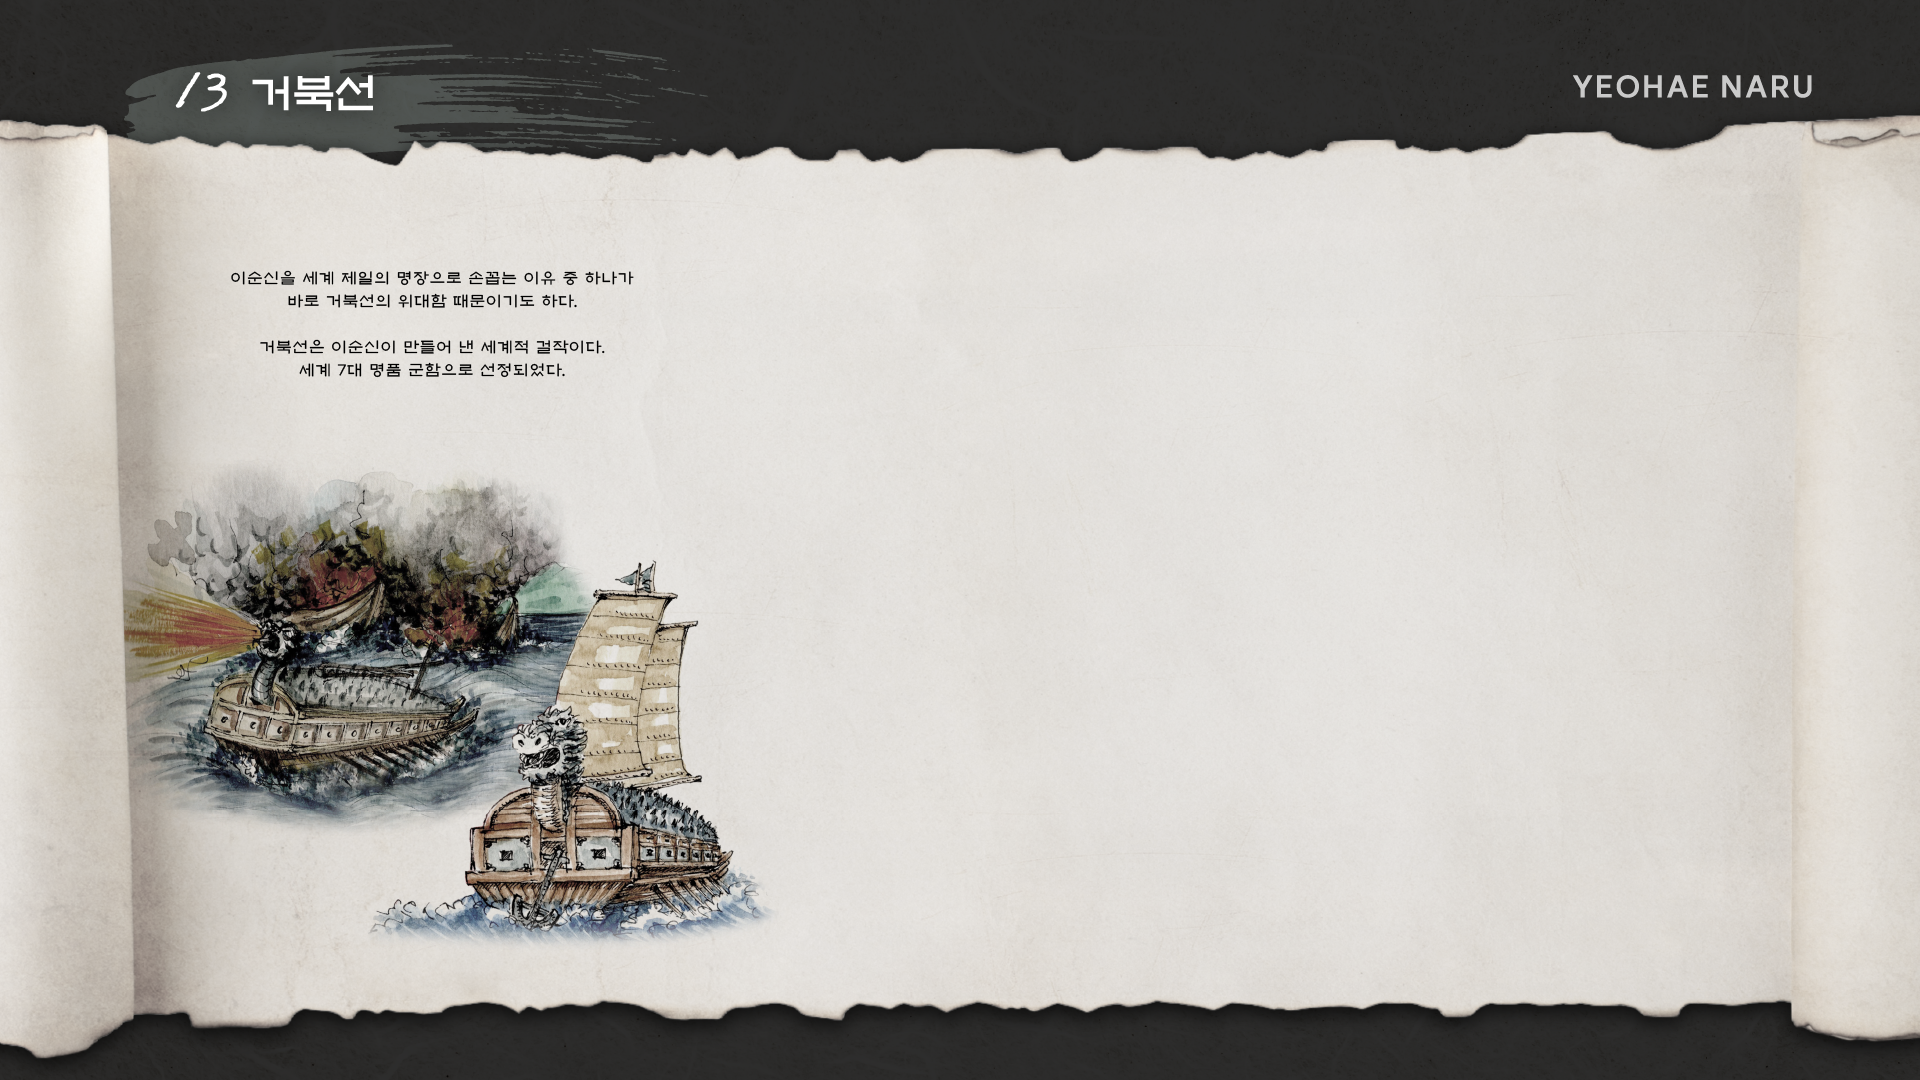 13 거북선
YEOHAE NARU
이순신을 세계 제일의 명장으로 손꼽는 이유 중 하나가
바로 거북선의 위대함 때문이기도 하다.
거북선은 이순신이 만들어 낸 세계적 걸작이다.
세계 7대 명품 군함으로 선정되었다.